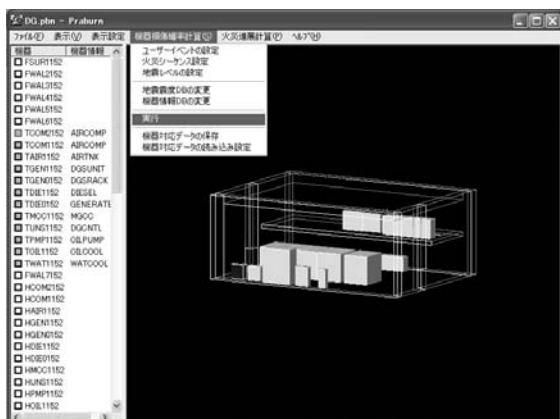 DG.pbn - Praburn
ファイル(F) 表示(V) 表示設定 機器損傷確率計算(S) 火災進展計算(P) ヘルプ(H)
機器 機器情報
ユーザーイベントの設定
火災シーケンス設定
地震レベルの設定
地震震度DBの変更
機器情報DBの変更
実行
機器対応データの保存
機器対応データの読み込み設定
FSUR1152
FWAL2152
FWAL3152
FWAL4152
FWAL5152
FWAL6152
TCOM2152 AIRCOMP
TCOM1152 AIRCOMP
TAIR1152 AIRTNK
TGEN1152 DGSUNIT
TGEN0152 DGSRACK
TDIE1152 DIESEL
TDIE0152 GENERATE
TMCC1152 MGCC
TUNS1152 DGCNTL
TPMP1152 OILPUMP
TOIL1152 OILCOOL
TWAT1152 WATCOOL
FWAL7152
HCOM2152
HCOM1152
HAIR1152
HGEN1152
HGEN0152
HDIE1152
HDIE0152
HMCC1152
HUNS1152
HPMP1152
HOIL1152